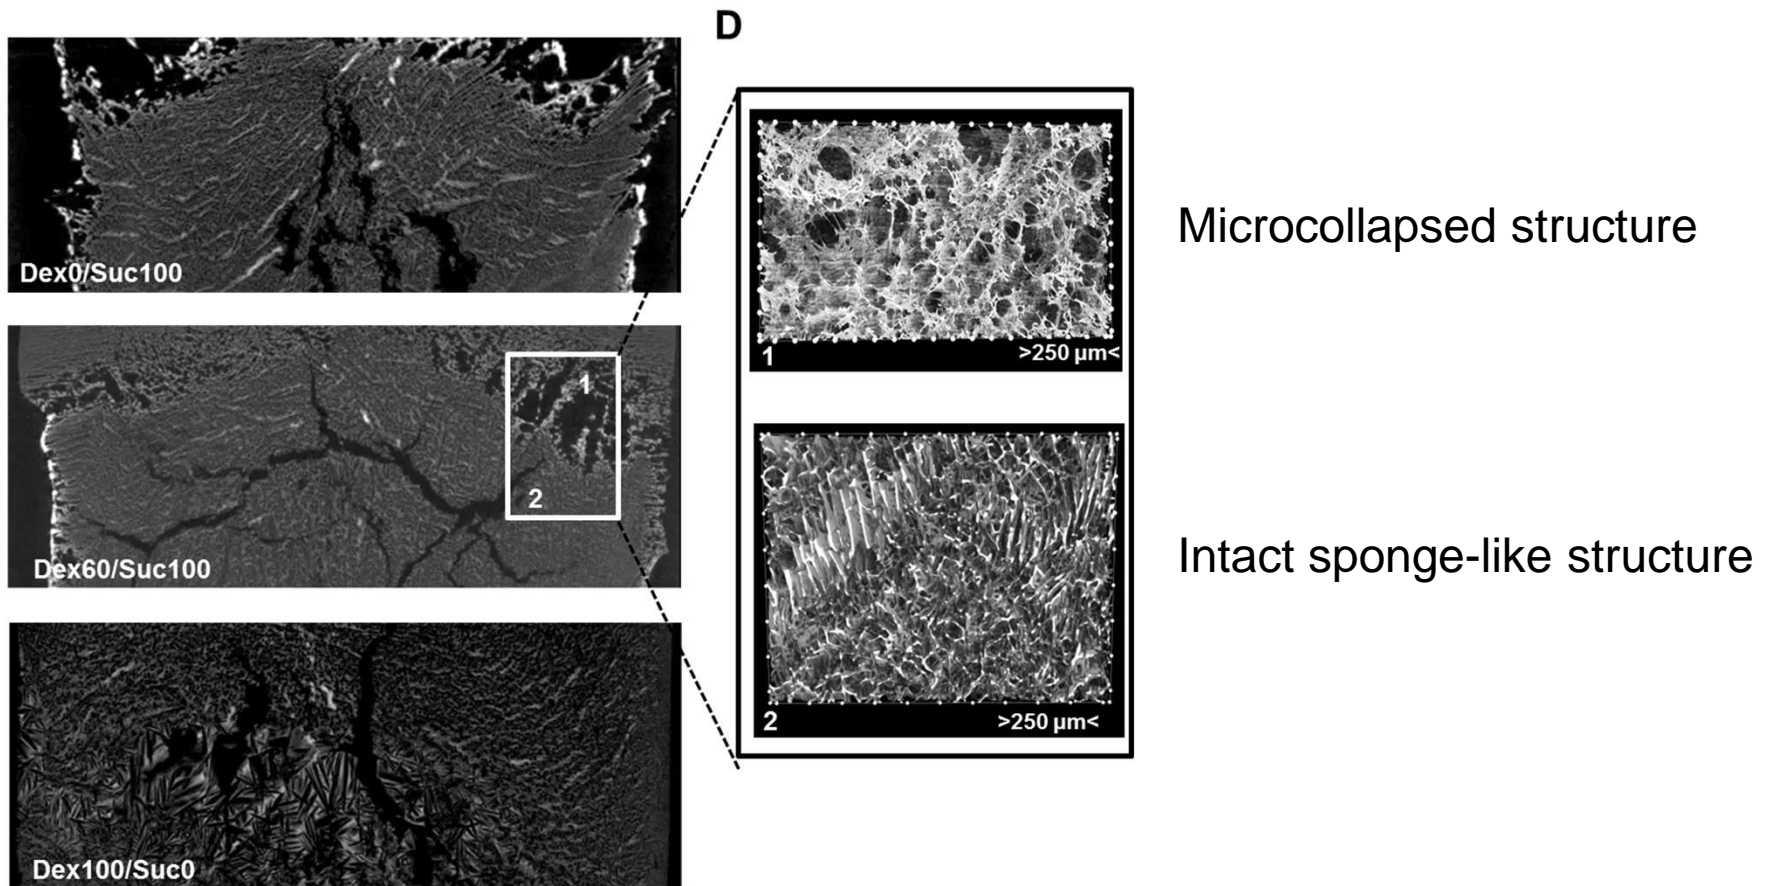 D
Dex0/Suc100
1
>250 µm<
Microcollapsed structure
1
2
Dex60/Suc100
2
>250 µm<
Intact sponge-like structure
Dex100/Suc0